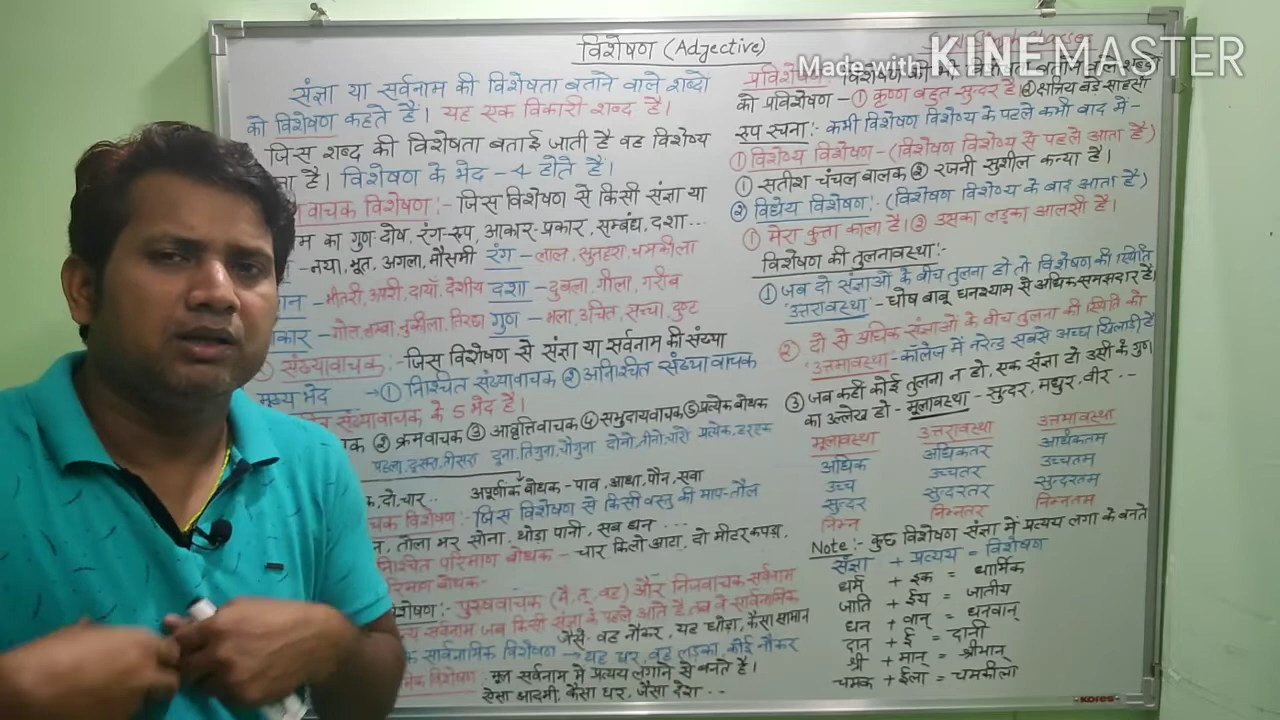 विशेषण (Adjective)
संज्ञा या सर्वनाम की विशेषता बताने वाले शब्दों
को विशेषण कहते हैं। यह एक विकारी शब्द है।
जिस शब्द की विशेषता बताई जाती है वह विशेष्य
है। विशेषण के भेद - 4 होते हैं।
वाचक विशेषण :- जिस विशेषण से किसी संज्ञा या
का गुण-दोष, रंग-रूप, आकार-प्रकार, सम्बंध, दशा...
- नया, भूत, अगला, मौसमी रंग - लाल, सुनहरा, चमकीला
- भीतरी, ऊपरी, दायाँ, देशीय दशा - दुबला, गीला, गरीब
- गोल, लम्बा, नुकीला, तिरछा गुण - भला, उचित, सच्चा, दुष्ट
संख्यावाचक :- जिस विशेषण से संज्ञा या सर्वनाम की संख्या
मुख्य भेद → ① निश्चित संख्यावाचक ② अनिश्चित संख्या वाचक
संख्यावाचक के 5 भेद हैं।
② क्रमवाचक ③ आवृत्तिवाचक ④ समुदायवाचक ⑤ प्रत्येक बोधक
पहला, दूसरा, तीसरा दूना, तिगुना, चौगुना दोनों, तीनों, चारों प्रत्येक, हरएक
दो, चार.. अपूर्णांक बोधक - पाव, आधा, पौन, सवा
विशेषण :- जिस विशेषण से किसी वस्तु की माप-तौल
तोला भर सोना, थोड़ा पानी, सब धन ...
निश्चित परिमाण बोधक - चार किलो आटा, दो मीटर कपड़ा,
बोधक -
पुरुषवाचक (मैं, तू, वह) और निजवाचक सर्वनाम
सर्वनाम जब किसी संज्ञा के पहले आते हैं तब वे सार्वनामिक
जैसे - वह नौकर, यह घोड़ा, कैसा सामान
सार्वनामिक विशेषण → यह घर, वह लड़का, कोई नौकर
विशेषण :- मूल सर्वनाम में प्रत्यय लगाने से बनते हैं।
ऐसा आदमी, कैसा घर, जैसा देश ..
Made with KINEMASTER
प्रविशेषण
को प्रविशेषण - ① कृष्ण बहुत सुन्दर है। ② क्षत्रिय बड़े साहसी
रूप रचना :- कभी विशेषण विशेष्य के पहले कभी बाद में -
① विशेष्य विशेषण - (विशेषण विशेष्य से पहले आता है)
① सतीश चंचल बालक ② रजनी सुशील कन्या है।
② विधेय विशेषण :- (विशेषण विशेष्य के बाद आता है)
① मेरा कुत्ता काला है। ② उसका लड़का आलसी है।
विशेषण की तुलनावस्था :-
① जब दो संज्ञाओं के बीच तुलना हो तो विशेषण की स्थिति
'उत्तरावस्था - घोष बाबू घनश्याम से अधिक समझदार है।
② दो से अधिक संज्ञाओं के बीच तुलना की स्थिति को
'उत्तमावस्था - कॉलेज में नरेन्द्र सबसे अच्छा खिलाड़ी है
③ जब कहीं कोई तुलना न हो, एक संज्ञा हो उसी के गुण
का उल्लेख हो - मूलावस्था - सुन्दर, मधुर, वीर ...
मूलावस्था उत्तरावस्था उत्तमावस्था
अधिक अधिकतर अधिकतम
उच्च उच्चतर उच्चतम
सुन्दर सुन्दरतर सुन्दरतम
निम्न निम्नतर निम्नतम
Note :- कुछ विशेषण संज्ञा में प्रत्यय लगा के बनते
संज्ञा + प्रत्यय = विशेषण
धर्म + इक = धार्मिक
जाति + ईय = जातीय
धन + वान् = धनवान्
दान + ई = दानी
श्री + मान् = श्रीमान्
चमक + ईला = चमकीला
KORES